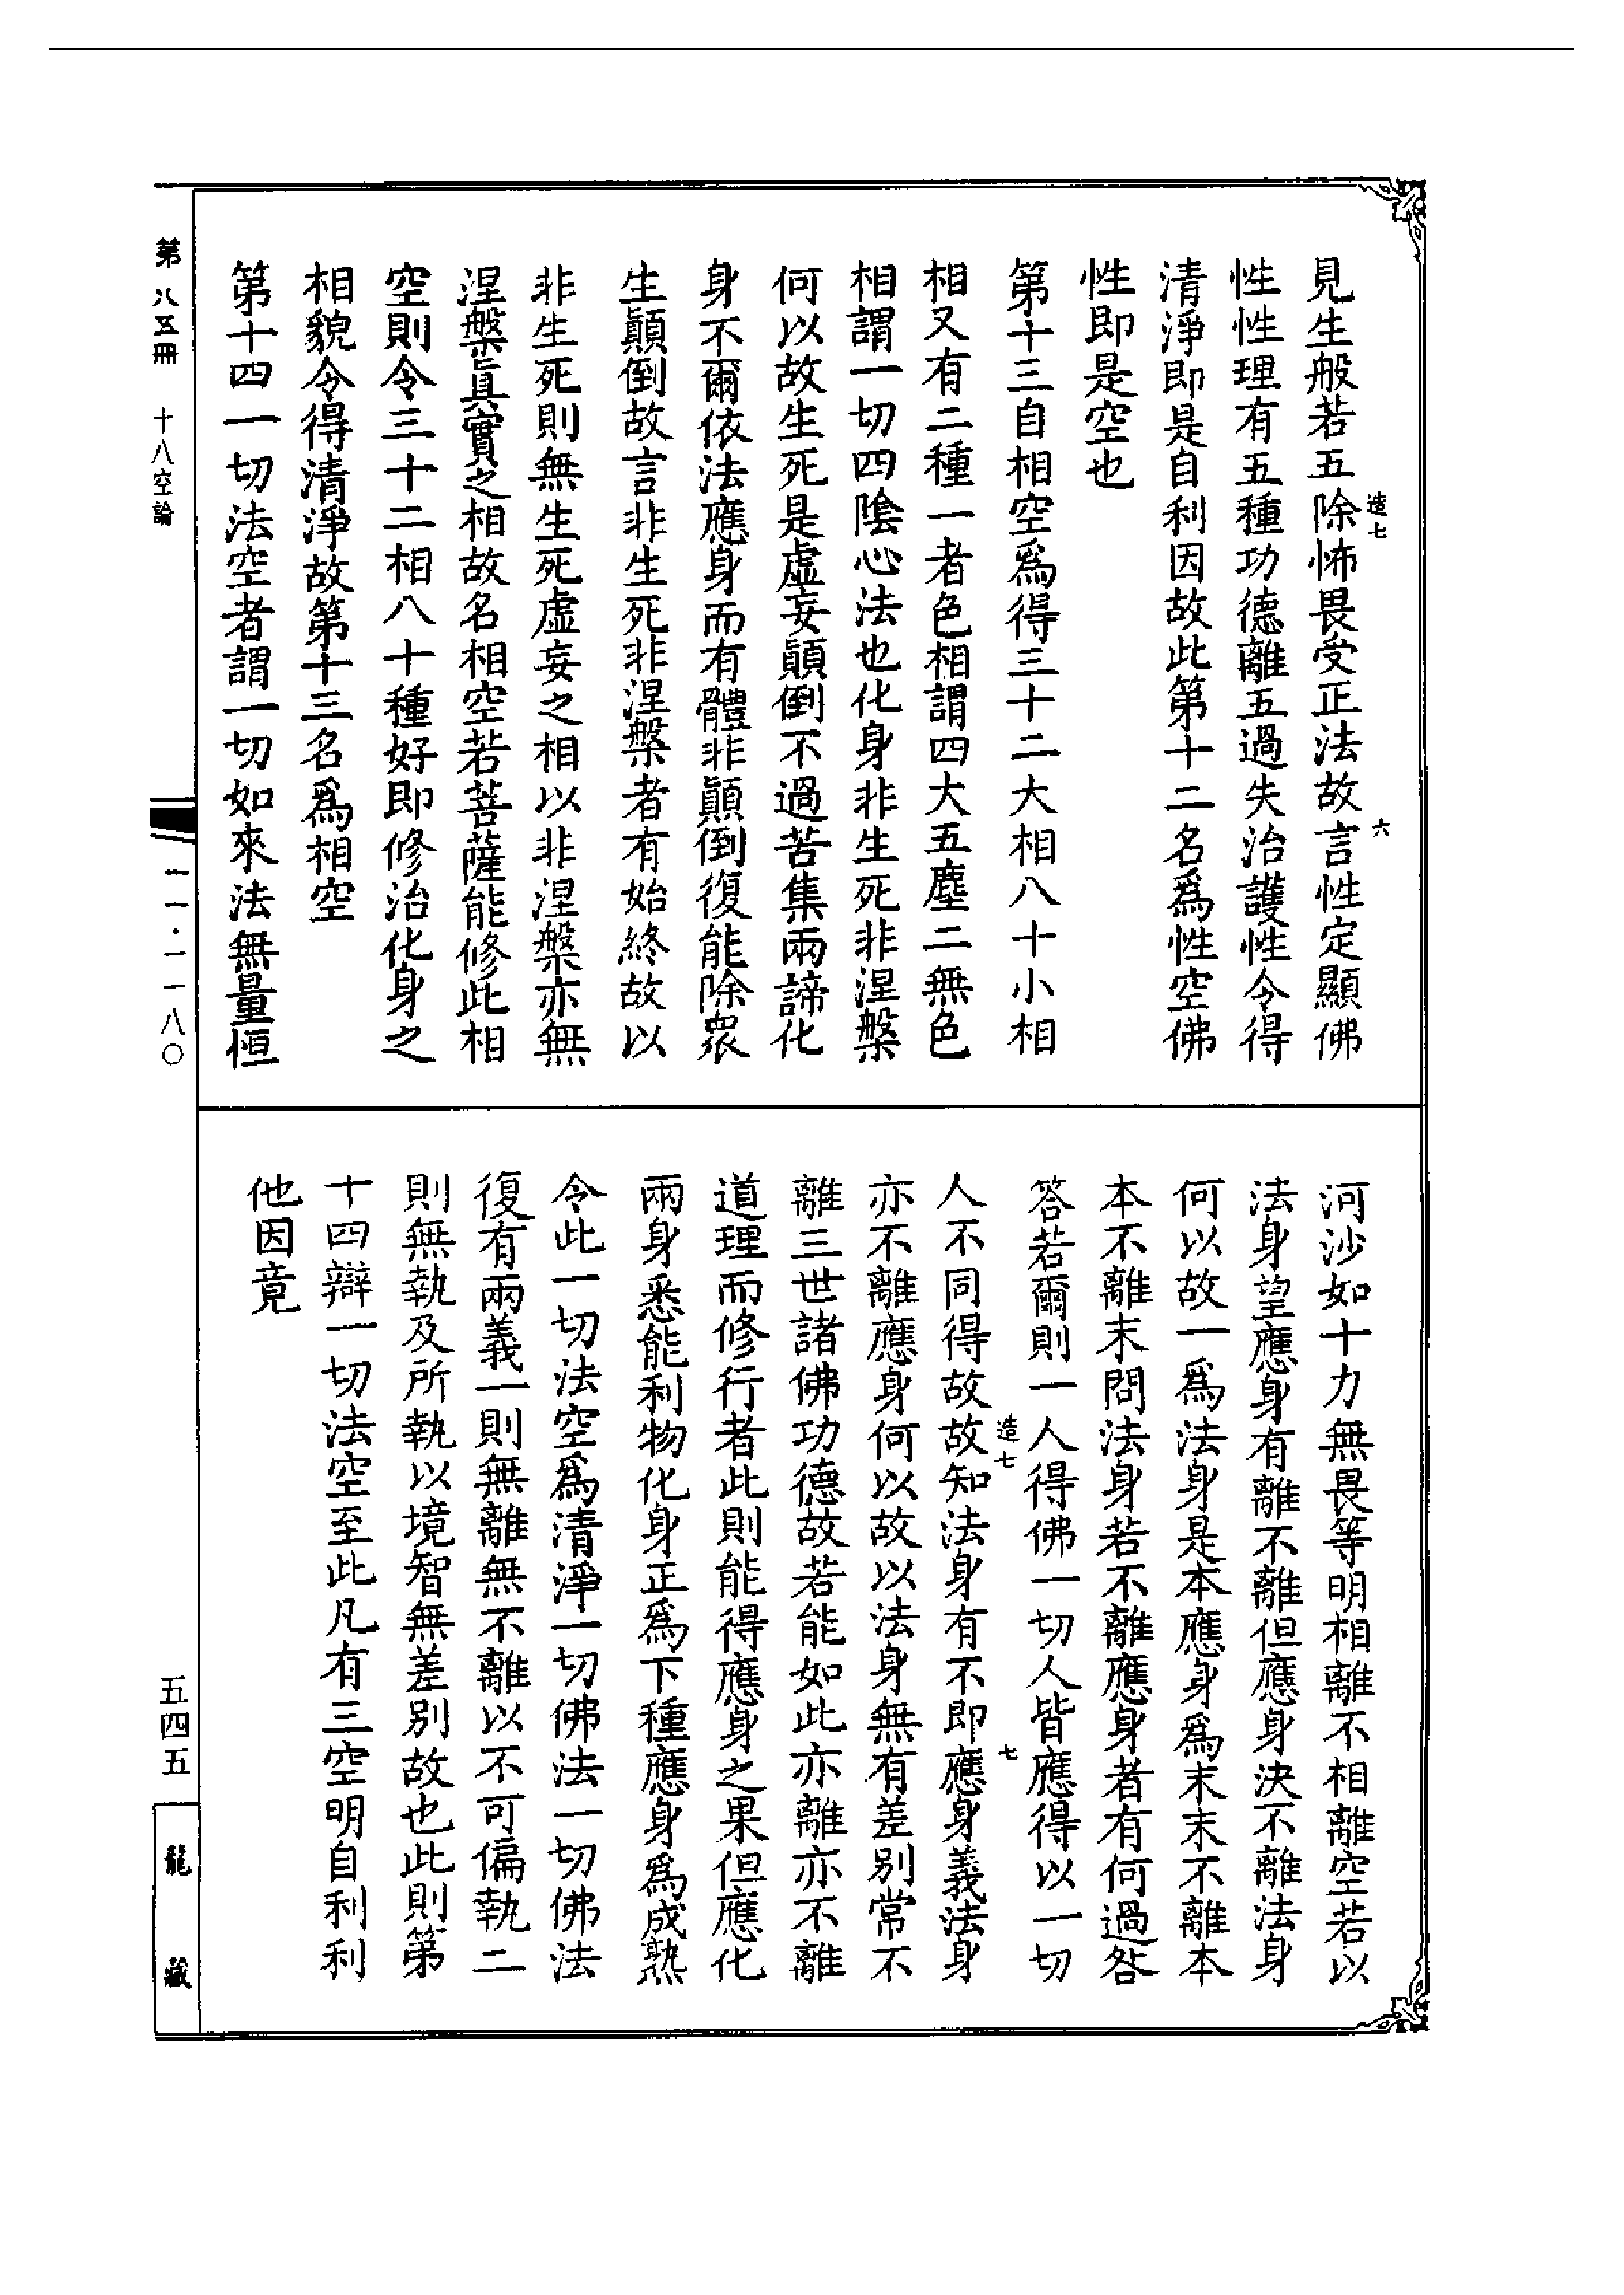 見生般若五除怖畏受正法故言性定顯佛
性性理有五種功德離五過失治護性令得
清淨即是自利因故此第十二名爲性空佛
性即是空也
第十三自相空爲得三十二大相八十小相
相又有二種一者色相謂四大五塵二無色
相謂一切四陰心法也化身非生死非涅槃
何以故生死是虛妄顛倒不過苦集兩諦化
身不爾依法應身而有體非顛倒復能除眾
生顛倒故言非生死非涅槃者有始終故以
非生死則無生死虛妄之相以非涅槃亦無
涅槃眞實之相故名相空若菩薩能修此相
空則令三十二相八十種好即修治化身之
相貌令得清淨故第十三名爲相空
第十四一切法空者謂一切如來法無量恒
造七
六
河沙如十力無畏等明相離不相離空若以
法身望應身有離不離但應身決不離法身
何以故一爲法身是本應身爲末末不離本
本不離末問法身若不離應身者有何過咎
答若爾則一人得佛一切人皆應得以一切
人不同得故故知法身有不即應身義法身
亦不離應身何以故以法身無有差別常不
離三世諸佛功德故若能如此亦離亦不離
道理而修行者此則能得應身之果但應化
兩身悉能利物化身正爲下種應身爲成熟
令此一切法空爲清淨一切佛法一切佛法
復有兩義一則無離無不離以不可偏執二
則無執及所執以境智無差別故也此則第
十四辯一切法空至此凡有三空明自利利
他因竟
造七
七
第八五冊 十八空論
一一·一一八〇
五四五
龍藏